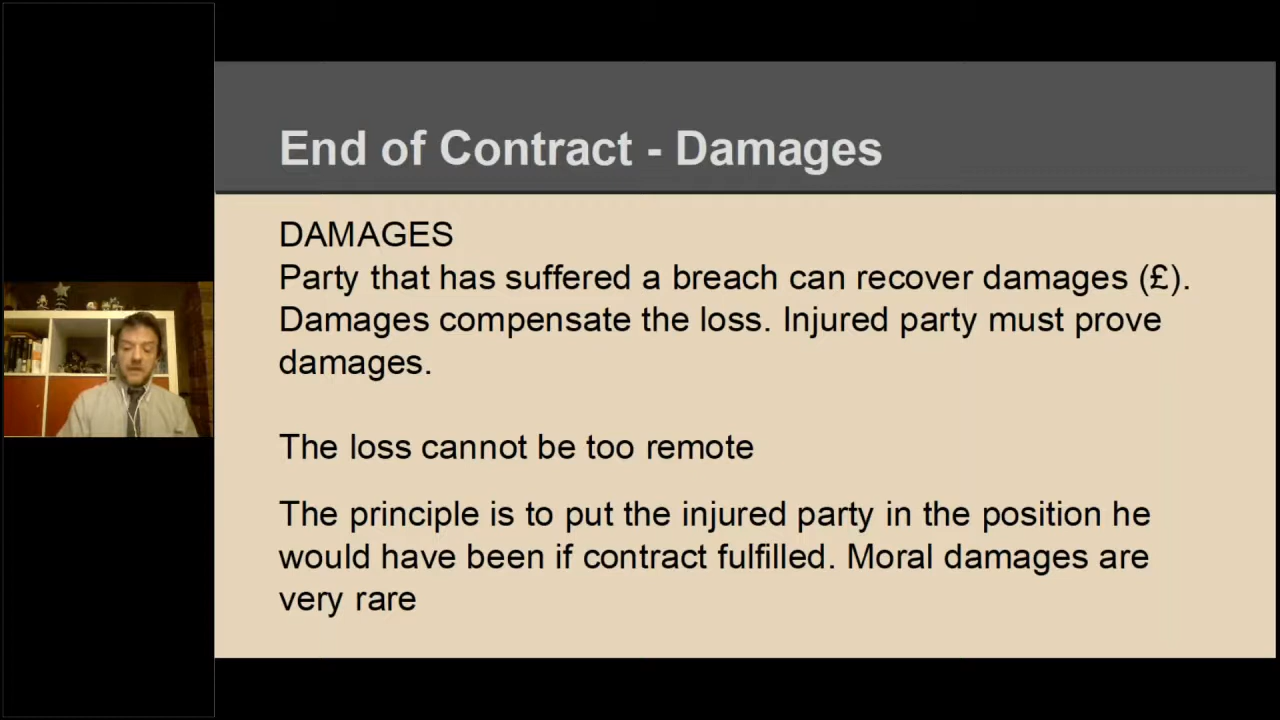 End of Contract - Damages
DAMAGES
Party that has suffered a breach can recover damages (£).
Damages compensate the loss. Injured party must prove
damages.
The loss cannot be too remote
The principle is to put the injured party in the position he
would have been if contract fulfilled. Moral damages are
very rare